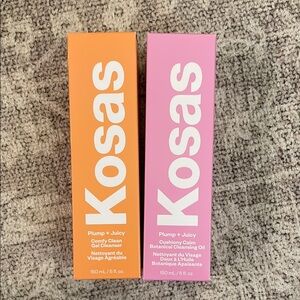 Kosas
Plump + Juicy
Comfy Clean
Gel Cleanser
Nettoyant du
Visage Agréable
150 mL / 5 fl oz
Kosas
Plump + Juicy
Cushiony Calm
Botanical Cleansing Oil
Nettoyant du Visage
Doux à L'Huile
Botanique Apaisante
150 mL / 5 fl oz